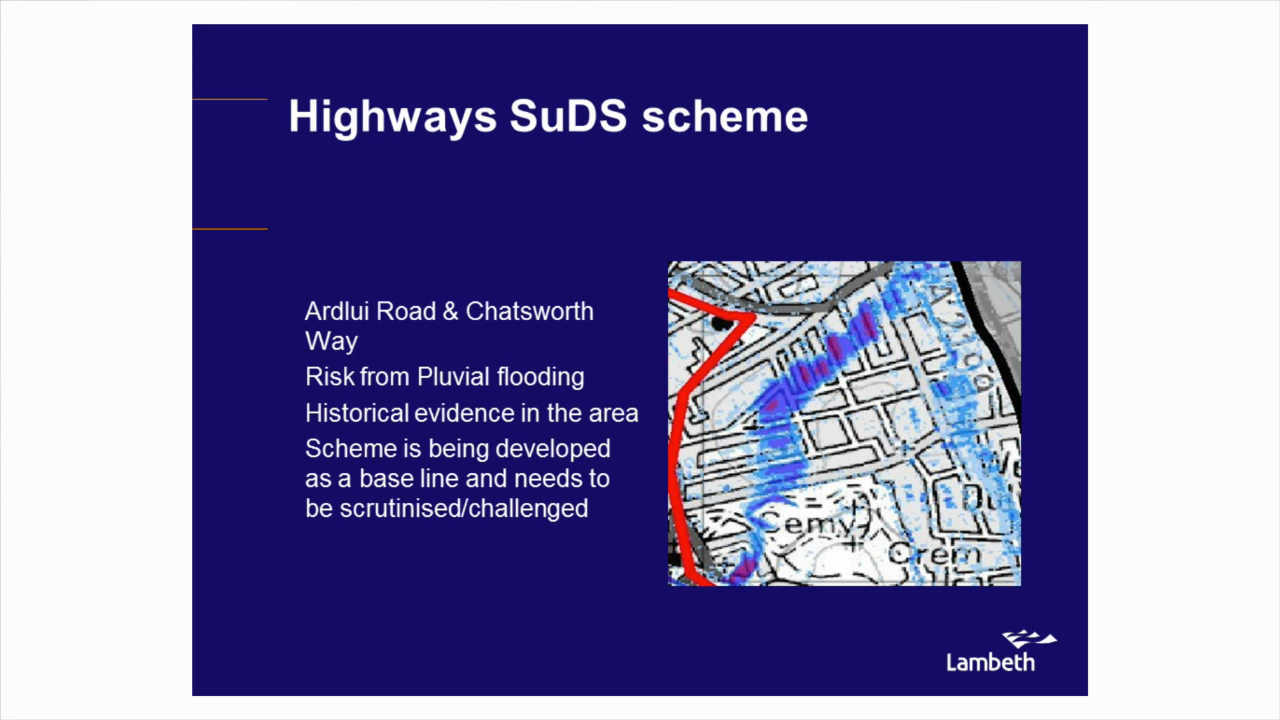 Highways SuDS scheme
Ardlui Road & Chatsworth
Way
Risk from Pluvial flooding
Historical evidence in the area
Scheme is being developed
as a base line and needs to
be scrutinised/challenged
Cemy
Crem
Lambeth